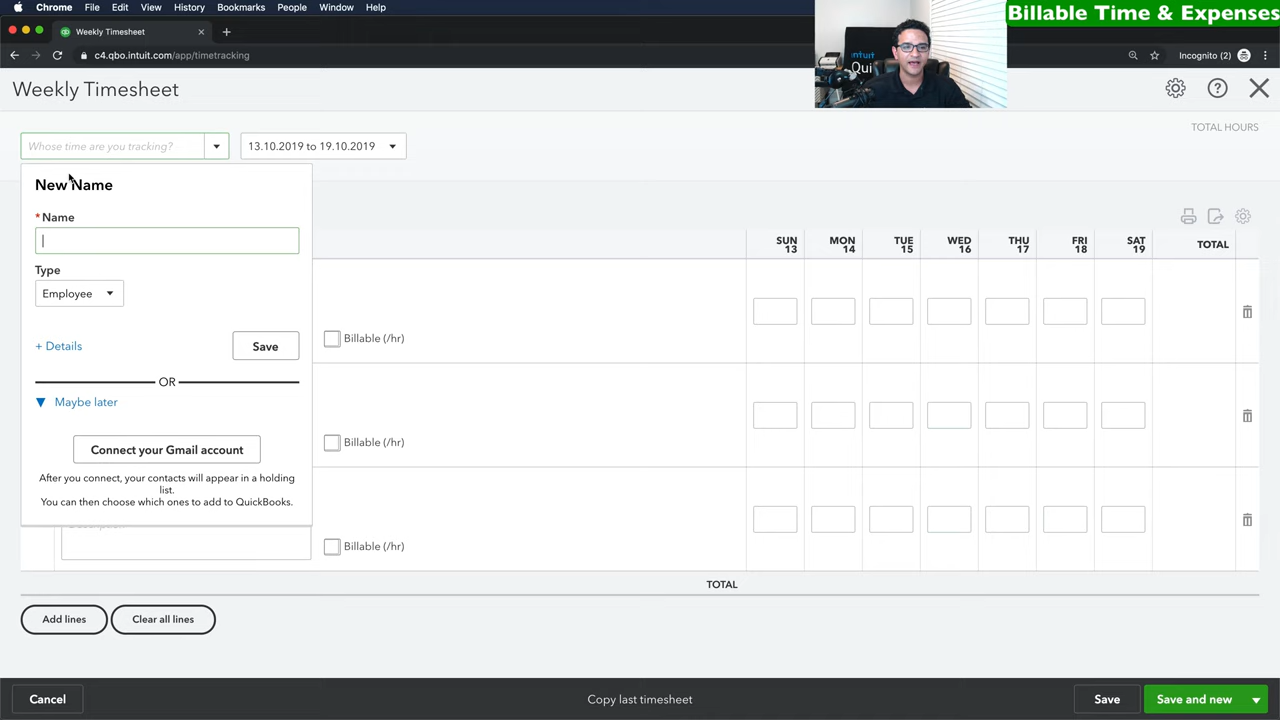 Chrome File Edit View History Bookmarks People Window Help
Billable Time & Expenses
Weekly Timesheet
c4.qbo.intuit.com/app/
Incognito (2)
intuit
Qui
Weekly Timesheet
TOTAL HOURS
Whose time are you tracking?
13.10.2019 to 19.10.2019
New Name
* Name
Type
Employee
+ Details
Save
OR
Maybe later
Connect your Gmail account
After you connect, your contacts will appear in a holding
list.
You can then choose which ones to add to QuickBooks.
SUN MON TUE WED THU FRI SAT TOTAL
13 14 15 16 17 18 19
Billable (/hr)
Billable (/hr)
Billable (/hr)
TOTAL
Add lines Clear all lines
Cancel Copy last timesheet Save Save and new